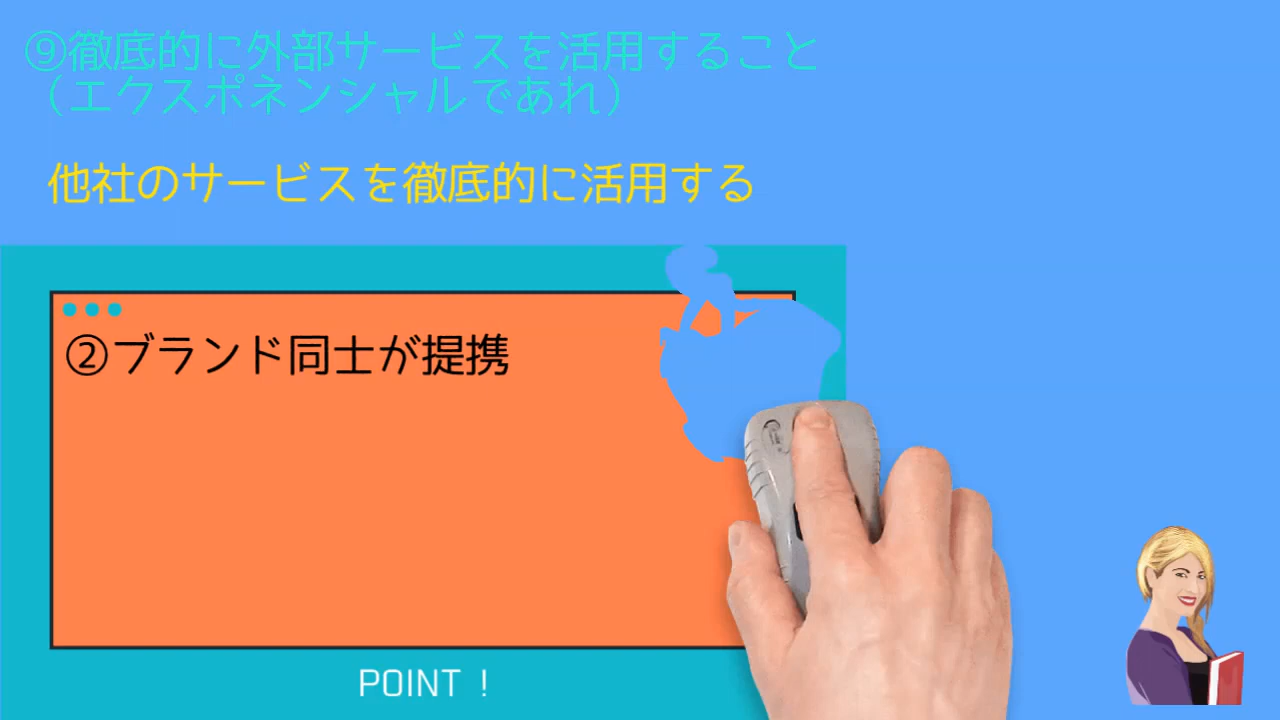 ⑨徹底的に外部サービスを活用すること
（エクスポネンシャルであれ）
他社のサービスを徹底的に活用する
②ブランド同士が提携
POINT！